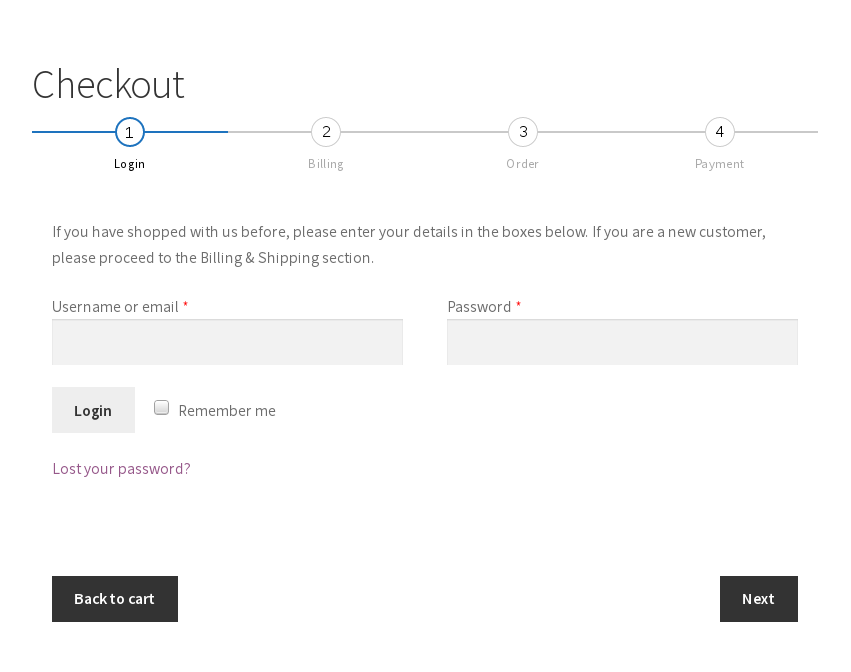 Checkout
1 2 3 4
Login Billing Order Payment
If you have shopped with us before, please enter your details in the boxes below. If you are a new customer,
please proceed to the Billing & Shipping section.
Username or email * Password *
Login Remember me
Lost your password?
Back to cart Next